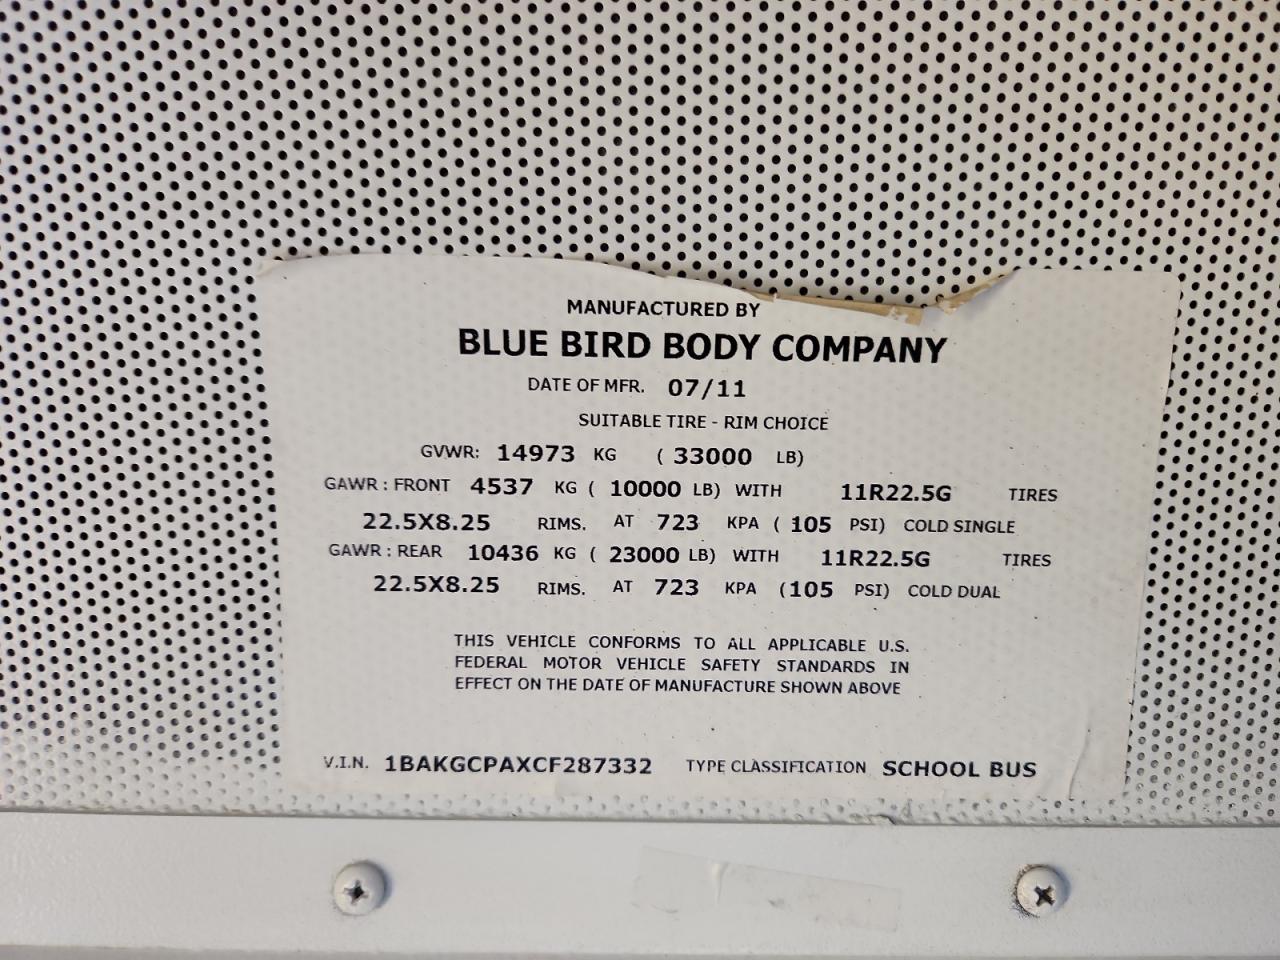 MANUFACTURED BY
BLUE BIRD BODY COMPANY
DATE OF MFR. 07/11
SUITABLE TIRE - RIM CHOICE
GVWR: 14973 KG ( 33000 LB)
GAWR : FRONT 4537 KG ( 10000 LB) WITH 11R22.5G TIRES
22.5X8.25 RIMS. AT 723 KPA ( 105 PSI) COLD SINGLE
GAWR : REAR 10436 KG ( 23000 LB) WITH 11R22.5G TIRES
22.5X8.25 RIMS. AT 723 KPA (105 PSI) COLD DUAL
THIS VEHICLE CONFORMS TO ALL APPLICABLE U.S.
FEDERAL MOTOR VEHICLE SAFETY STANDARDS IN
EFFECT ON THE DATE OF MANUFACTURE SHOWN ABOVE
V.I.N. 1BAKGCPAXCF287332 TYPE CLASSIFICATION SCHOOL BUS